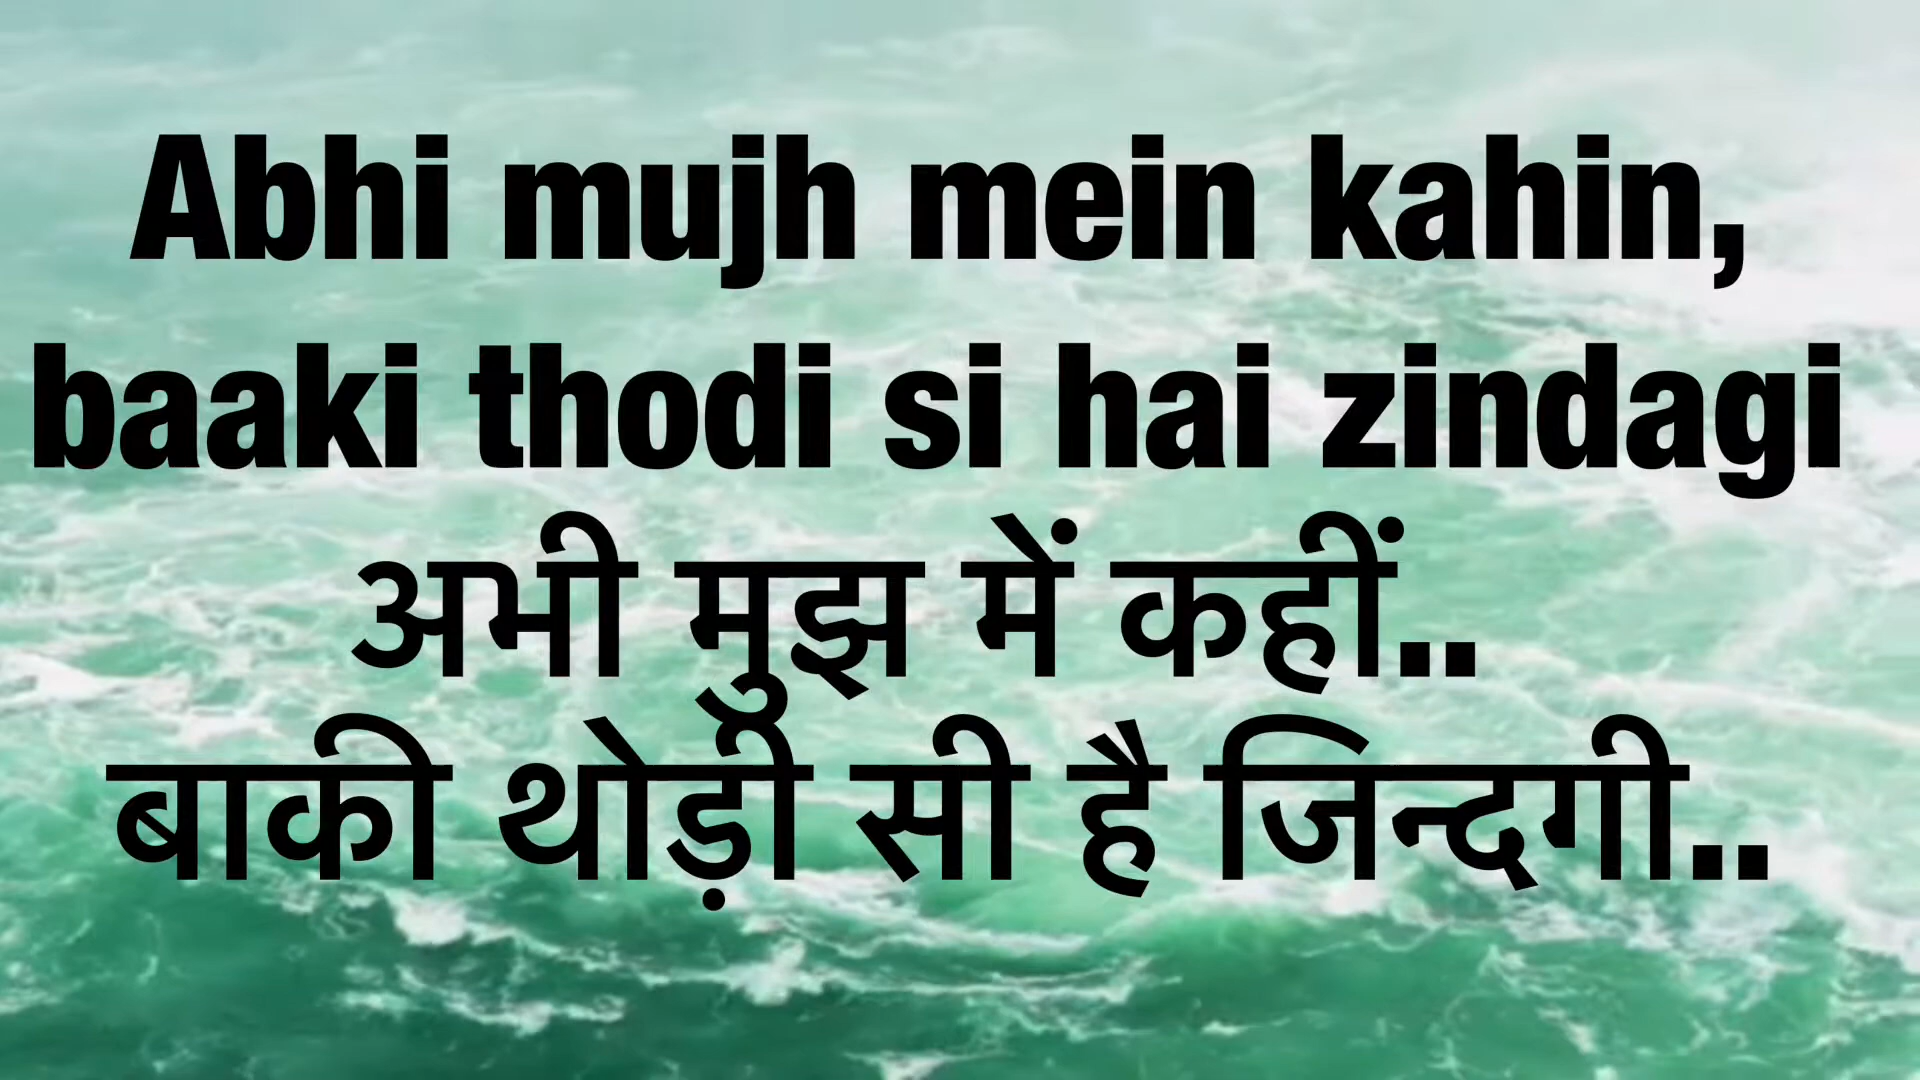 Abhi mujh mein kahin,
baaki thodi si hai zindagi
अभी मुझ में कहीं..
बाकी थोड़ी सी है जिन्दगी..